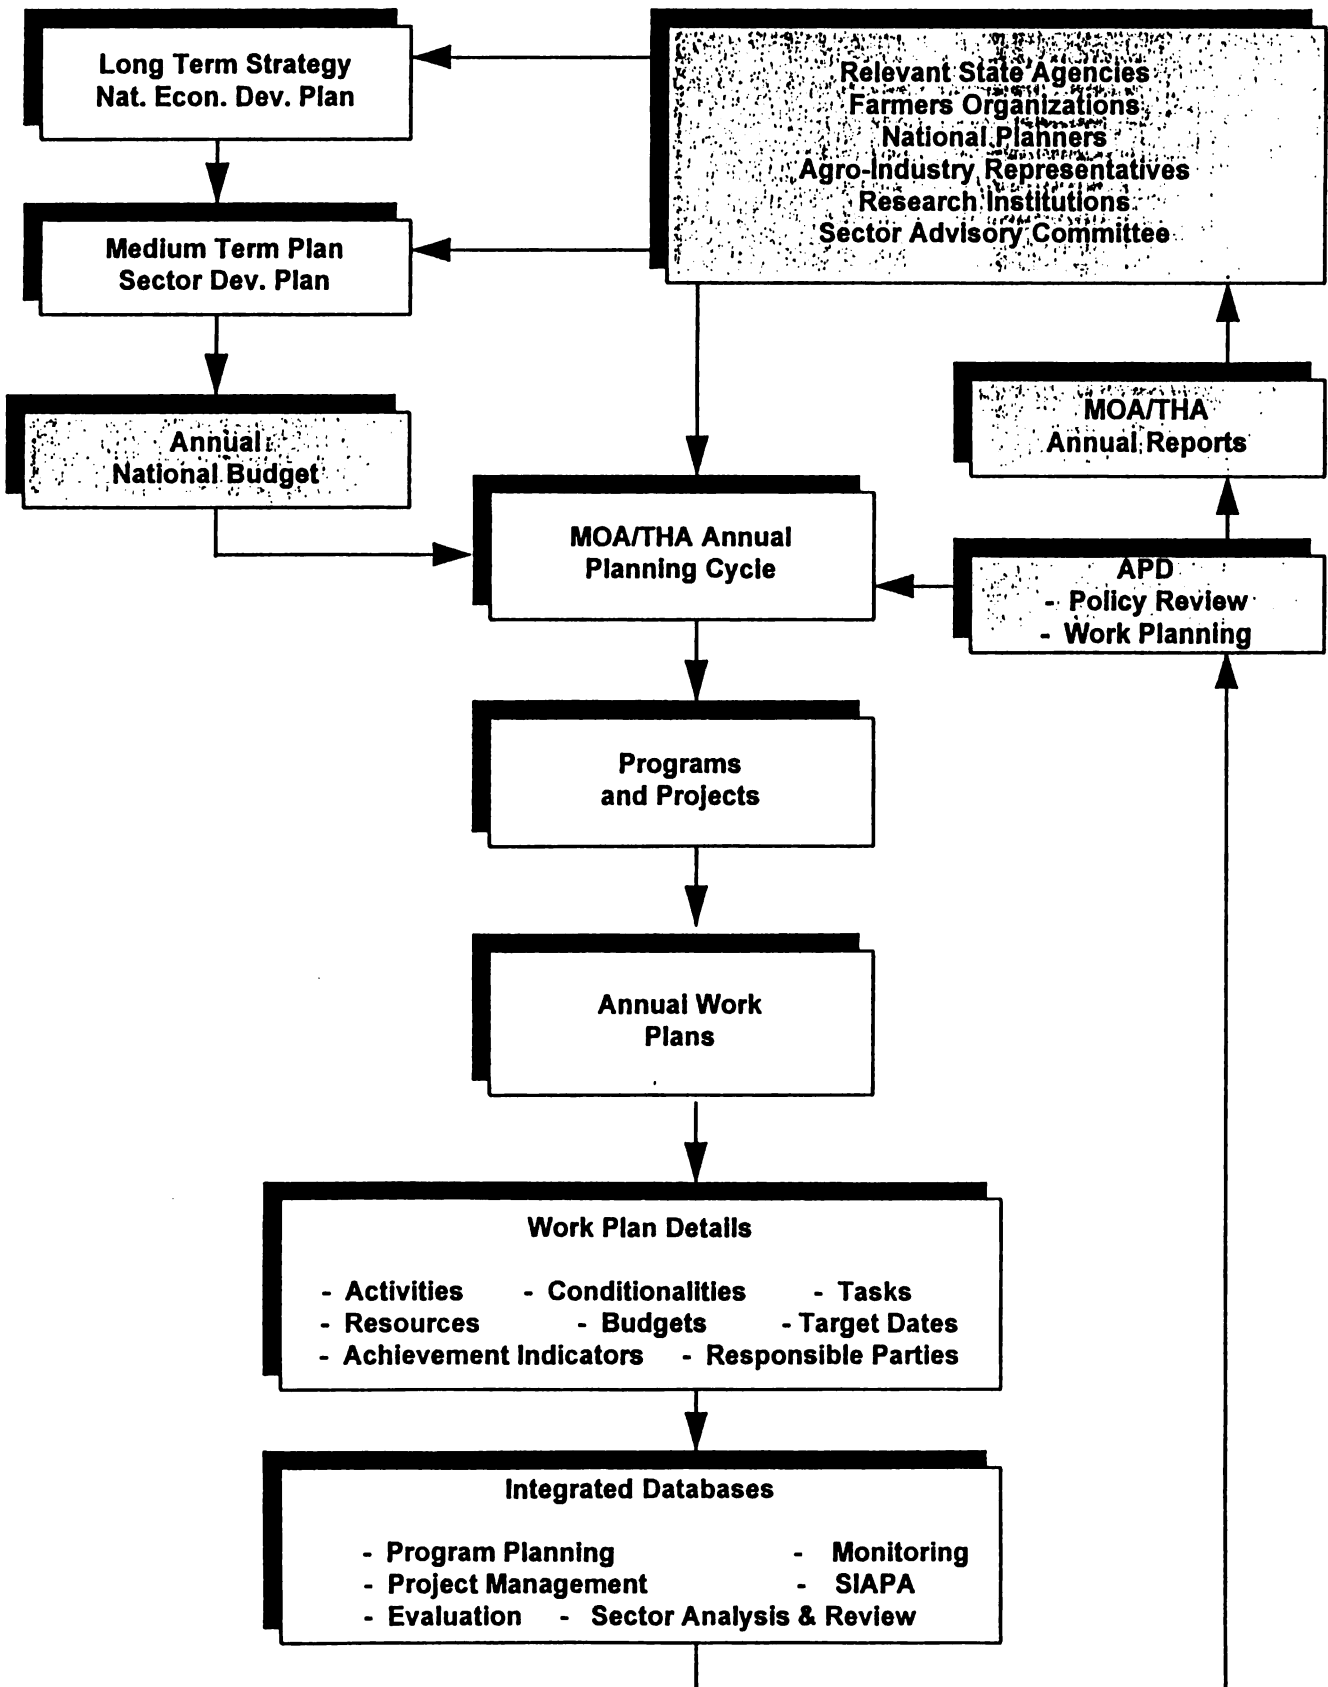 Long Term Strategy
Nat. Econ. Dev. Plan
Relevant State Agencies
Farmers Organizations
National Planners
Agro-Industry Representatives
Research Institutions
Sector Advisory Committee
Medium Term Plan
Sector Dev. Plan
Annual
National Budget
MOA/THA
Annual Reports
MOA/THA Annual
Planning Cycle
APD
- Policy Review
- Work Planning
Programs
and Projects
Annual Work
Plans
Work Plan Details
- Activities - Conditionalities - Tasks
- Resources - Budgets - Target Dates
- Achievement Indicators - Responsible Parties
Integrated Databases
- Program Planning - Monitoring
- Project Management - SIAPA
- Evaluation - Sector Analysis & Review